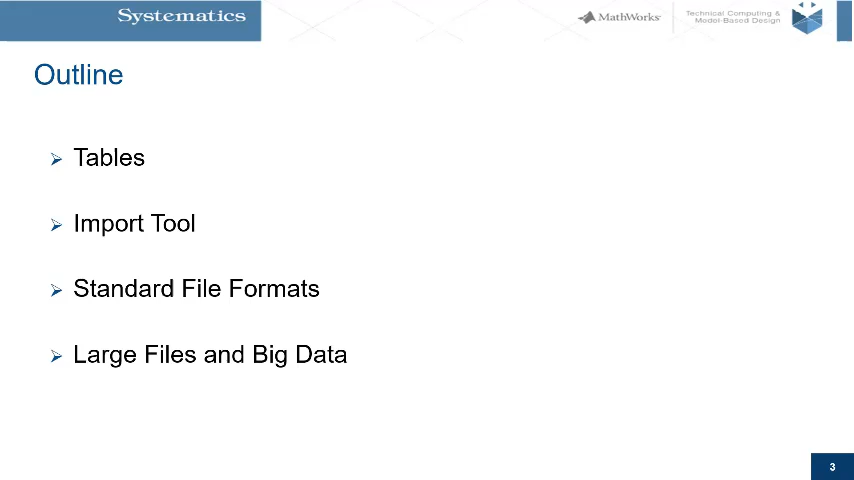 Systematics
MathWorks
Technical Computing &
Model-Based Design
Outline
Tables
Import Tool
Standard File Formats
Large Files and Big Data
3